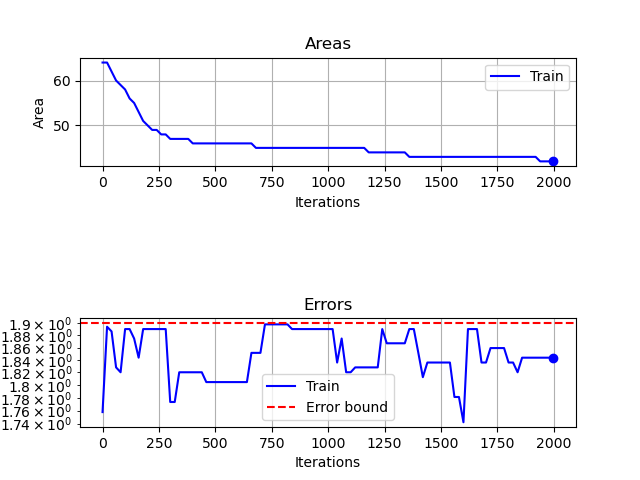 Areas
60
50
Area
Train
0 250 500 750 1000 1250 1500 1750 2000
Iterations
Errors
1.9 × 10⁰
1.88 × 10⁰
1.86 × 10⁰
1.84 × 10⁰
1.82 × 10⁰
1.8 × 10⁰
1.78 × 10⁰
1.76 × 10⁰
1.74 × 10⁰
Train
Error bound
0 250 500 750 1000 1250 1500 1750 2000
Iterations